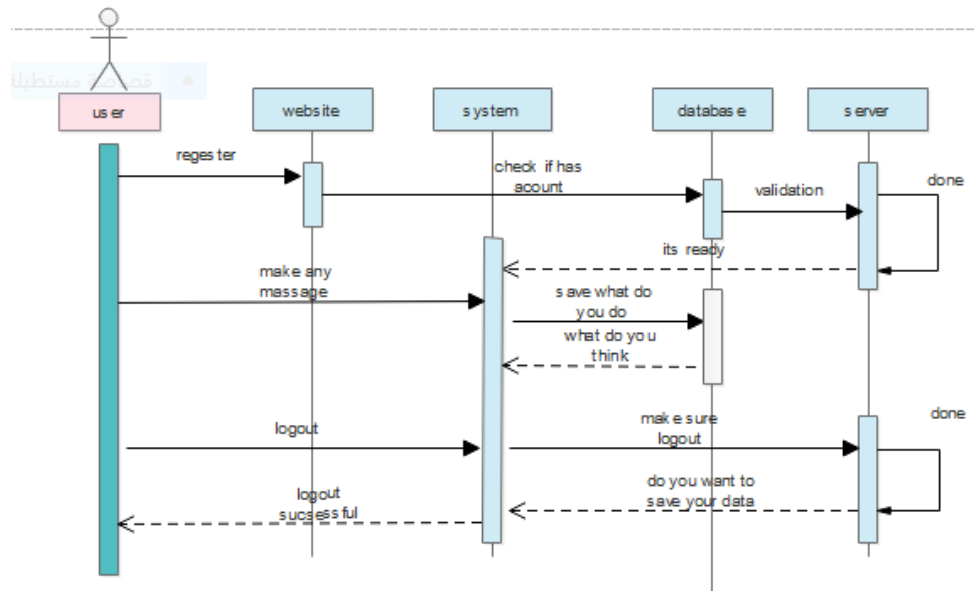 قصاصة مستطيلة
user
website
system
database
server
regester
check if has
acount
validation
done
its ready
make any
massage
save what do
you do
what do you
think
logout
make sure
logout
done
do you want to
save your data
logout
sucsessful